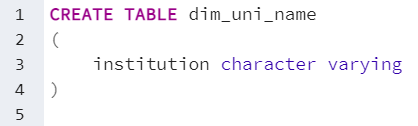 1 CREATE TABLE dim_uni_name
2 (
3     institution character varying
4 )
5